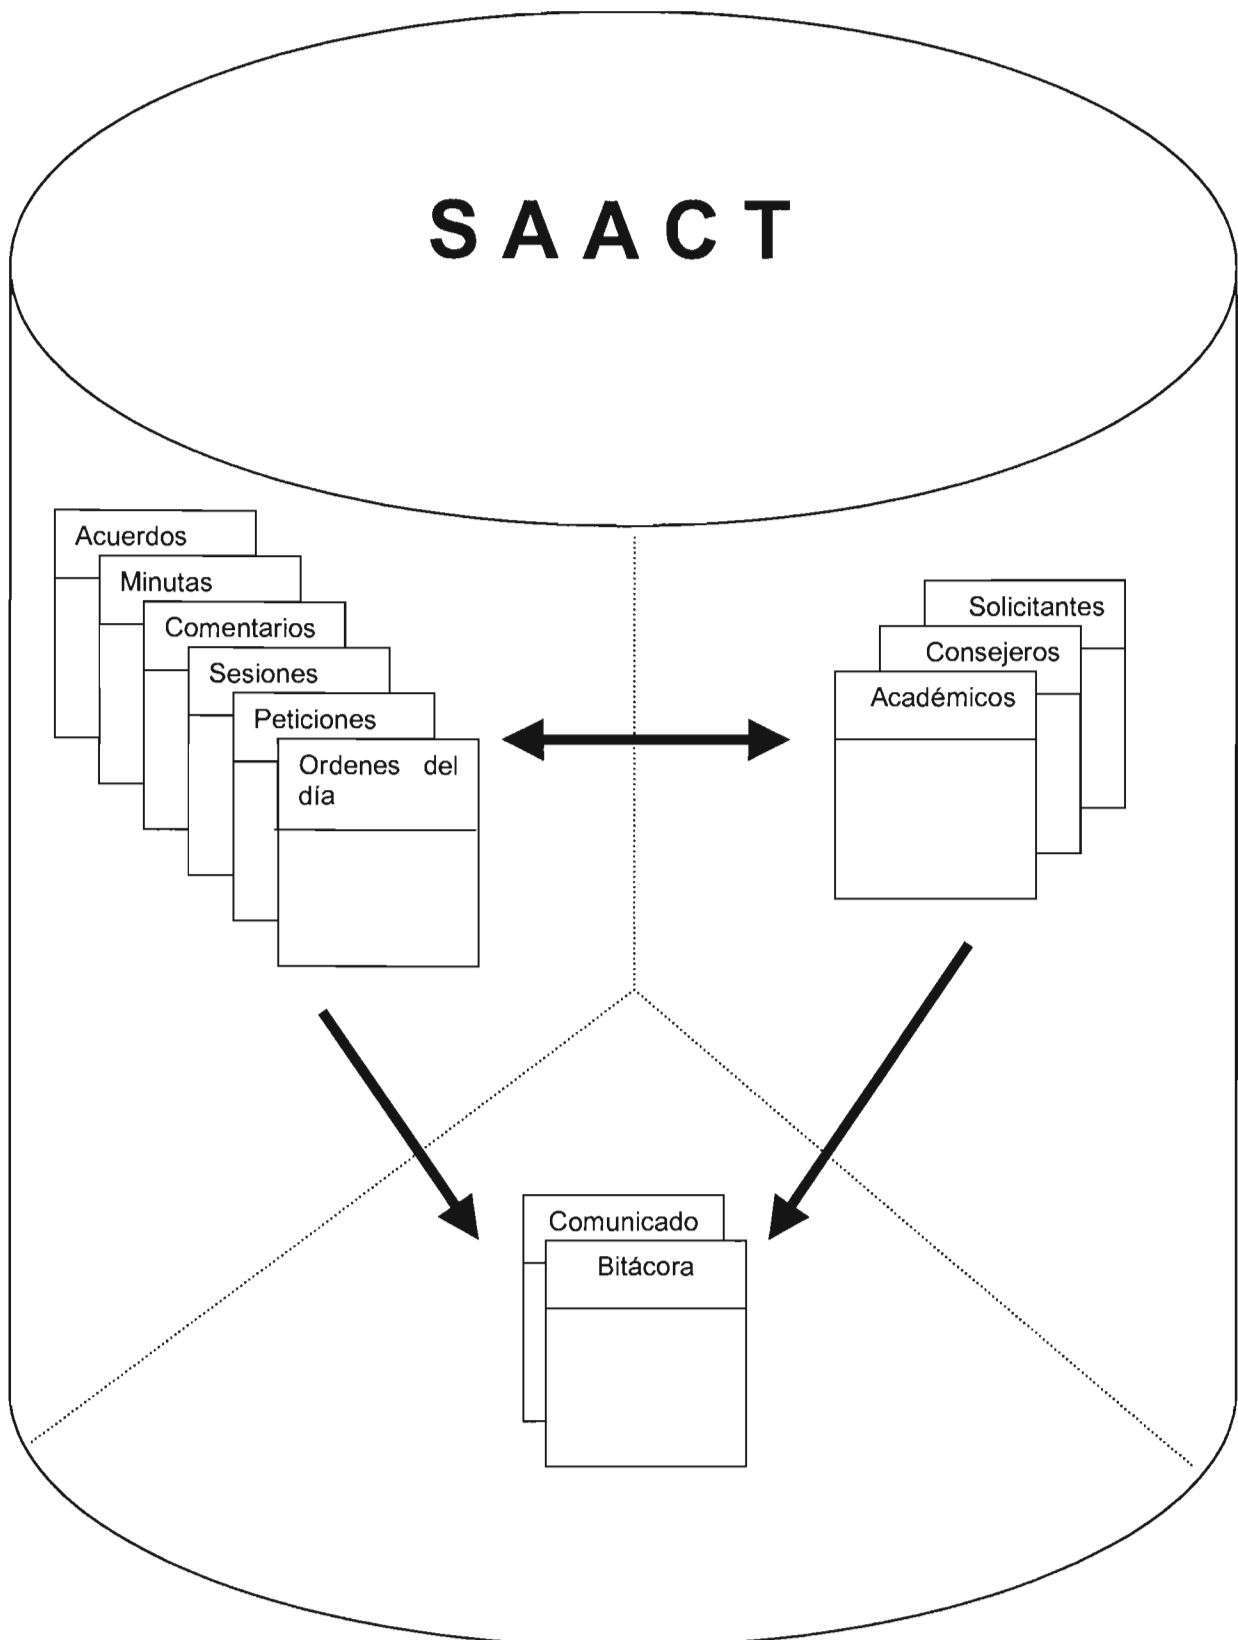 S A A C T
Acuerdos
Minutas
Comentarios
Sesiones
Peticiones
Ordenes del
día
Solicitantes
Consejeros
Académicos
Comunicado
Bitácora